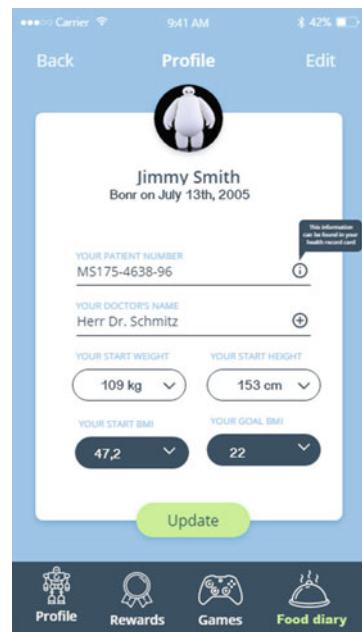 Carrier 9:41 AM 42%
Back Profile Edit
Jimmy Smith
Bonr on July 13th, 2005
This information
can be found in your
health record card
YOUR PATIENT NUMBER
MS175-4638-96
YOUR DOCTOR'S NAME
Herr Dr. Schmitz
YOUR START WEIGHT YOUR START HEIGHT
109 kg 153 cm
YOUR START BMI YOUR GOAL BMI
47,2 22
Update
Profile Rewards Games Food diary